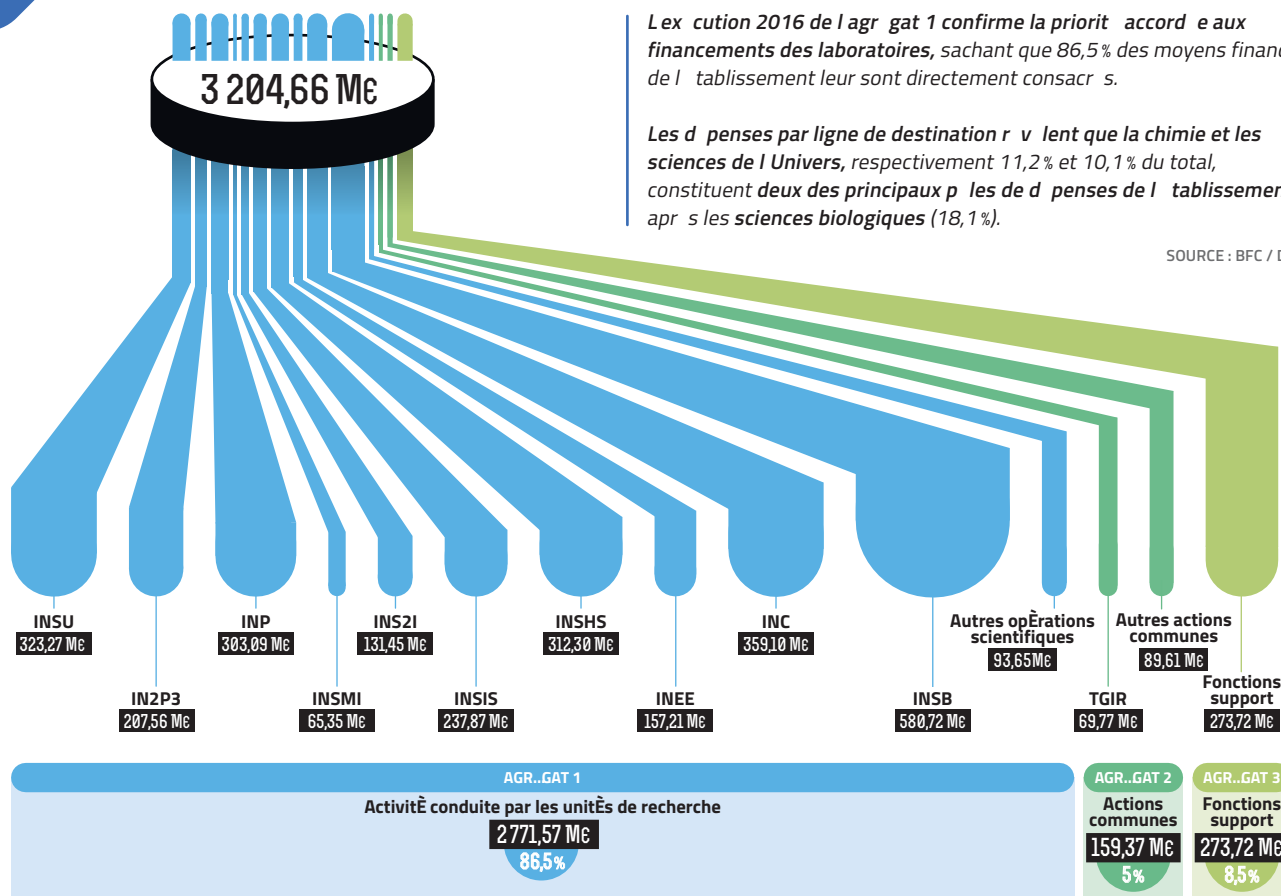 3 204,66 M€
L ex cution 2016 de l agr gat 1 confirme la priorit accord e aux
financements des laboratoires, sachant que 86,5 % des moyens financ
de l tablissement leur sont directement consacr s.
Les d penses par ligne de destination r v lent que la chimie et les
sciences de l Univers, respectivement 11,2 % et 10,1 % du total,
constituent deux des principaux p les de d penses de l tablissemen
apr s les sciences biologiques (18,1 %).
SOURCE : BFC / D
INSU
323,27 M€
INP
303,09 M€
INS2I
131,45 M€
INSHS
312,30 M€
INC
359,10 M€
Autres opÈrations
scientifiques
93,65M€
Autres actions
communes
89,61 M€
IN2P3
207,56 M€
INSMI
65,35 M€
INSIS
237,87 M€
INEE
157,21 M€
INSB
580,72 M€
TGIR
69,77 M€
Fonctions
support
273,72 M€
AGR..GAT 1
ActivitÈ conduite par les unitÈs de recherche
2 771,57 M€
86,5%
AGR..GAT 2
Actions
communes
159,37 M€
5%
AGR..GAT 3
Fonctions
support
273,72 M€
8,5%